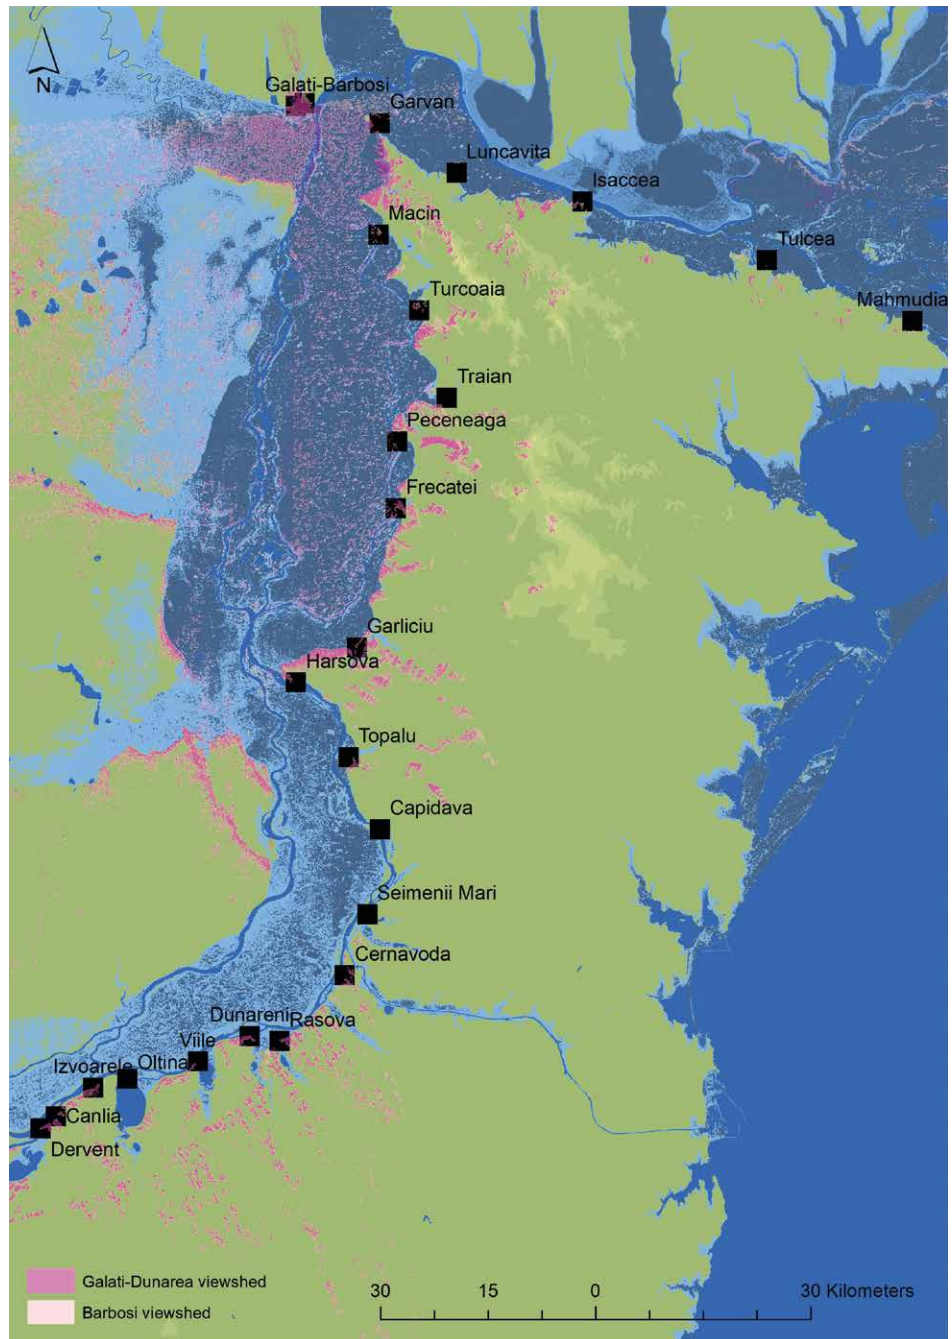 N
Galati-Barbosi
Garvan
Luncavita
Isaccea
Macin
Tulcea
Turcoaia
Mahmudia
Traian
Peceneaga
Frecatei
Garliciu
Harsova
Topalu
Capidava
Seimenii Mari
Cernavoda
Dunareni
Rasova
Viile
Izvoarele
Oltina
Canlia
Dervent
Galati-Dunarea viewshed
Barbosi viewshed
30 15 0 30 Kilometers